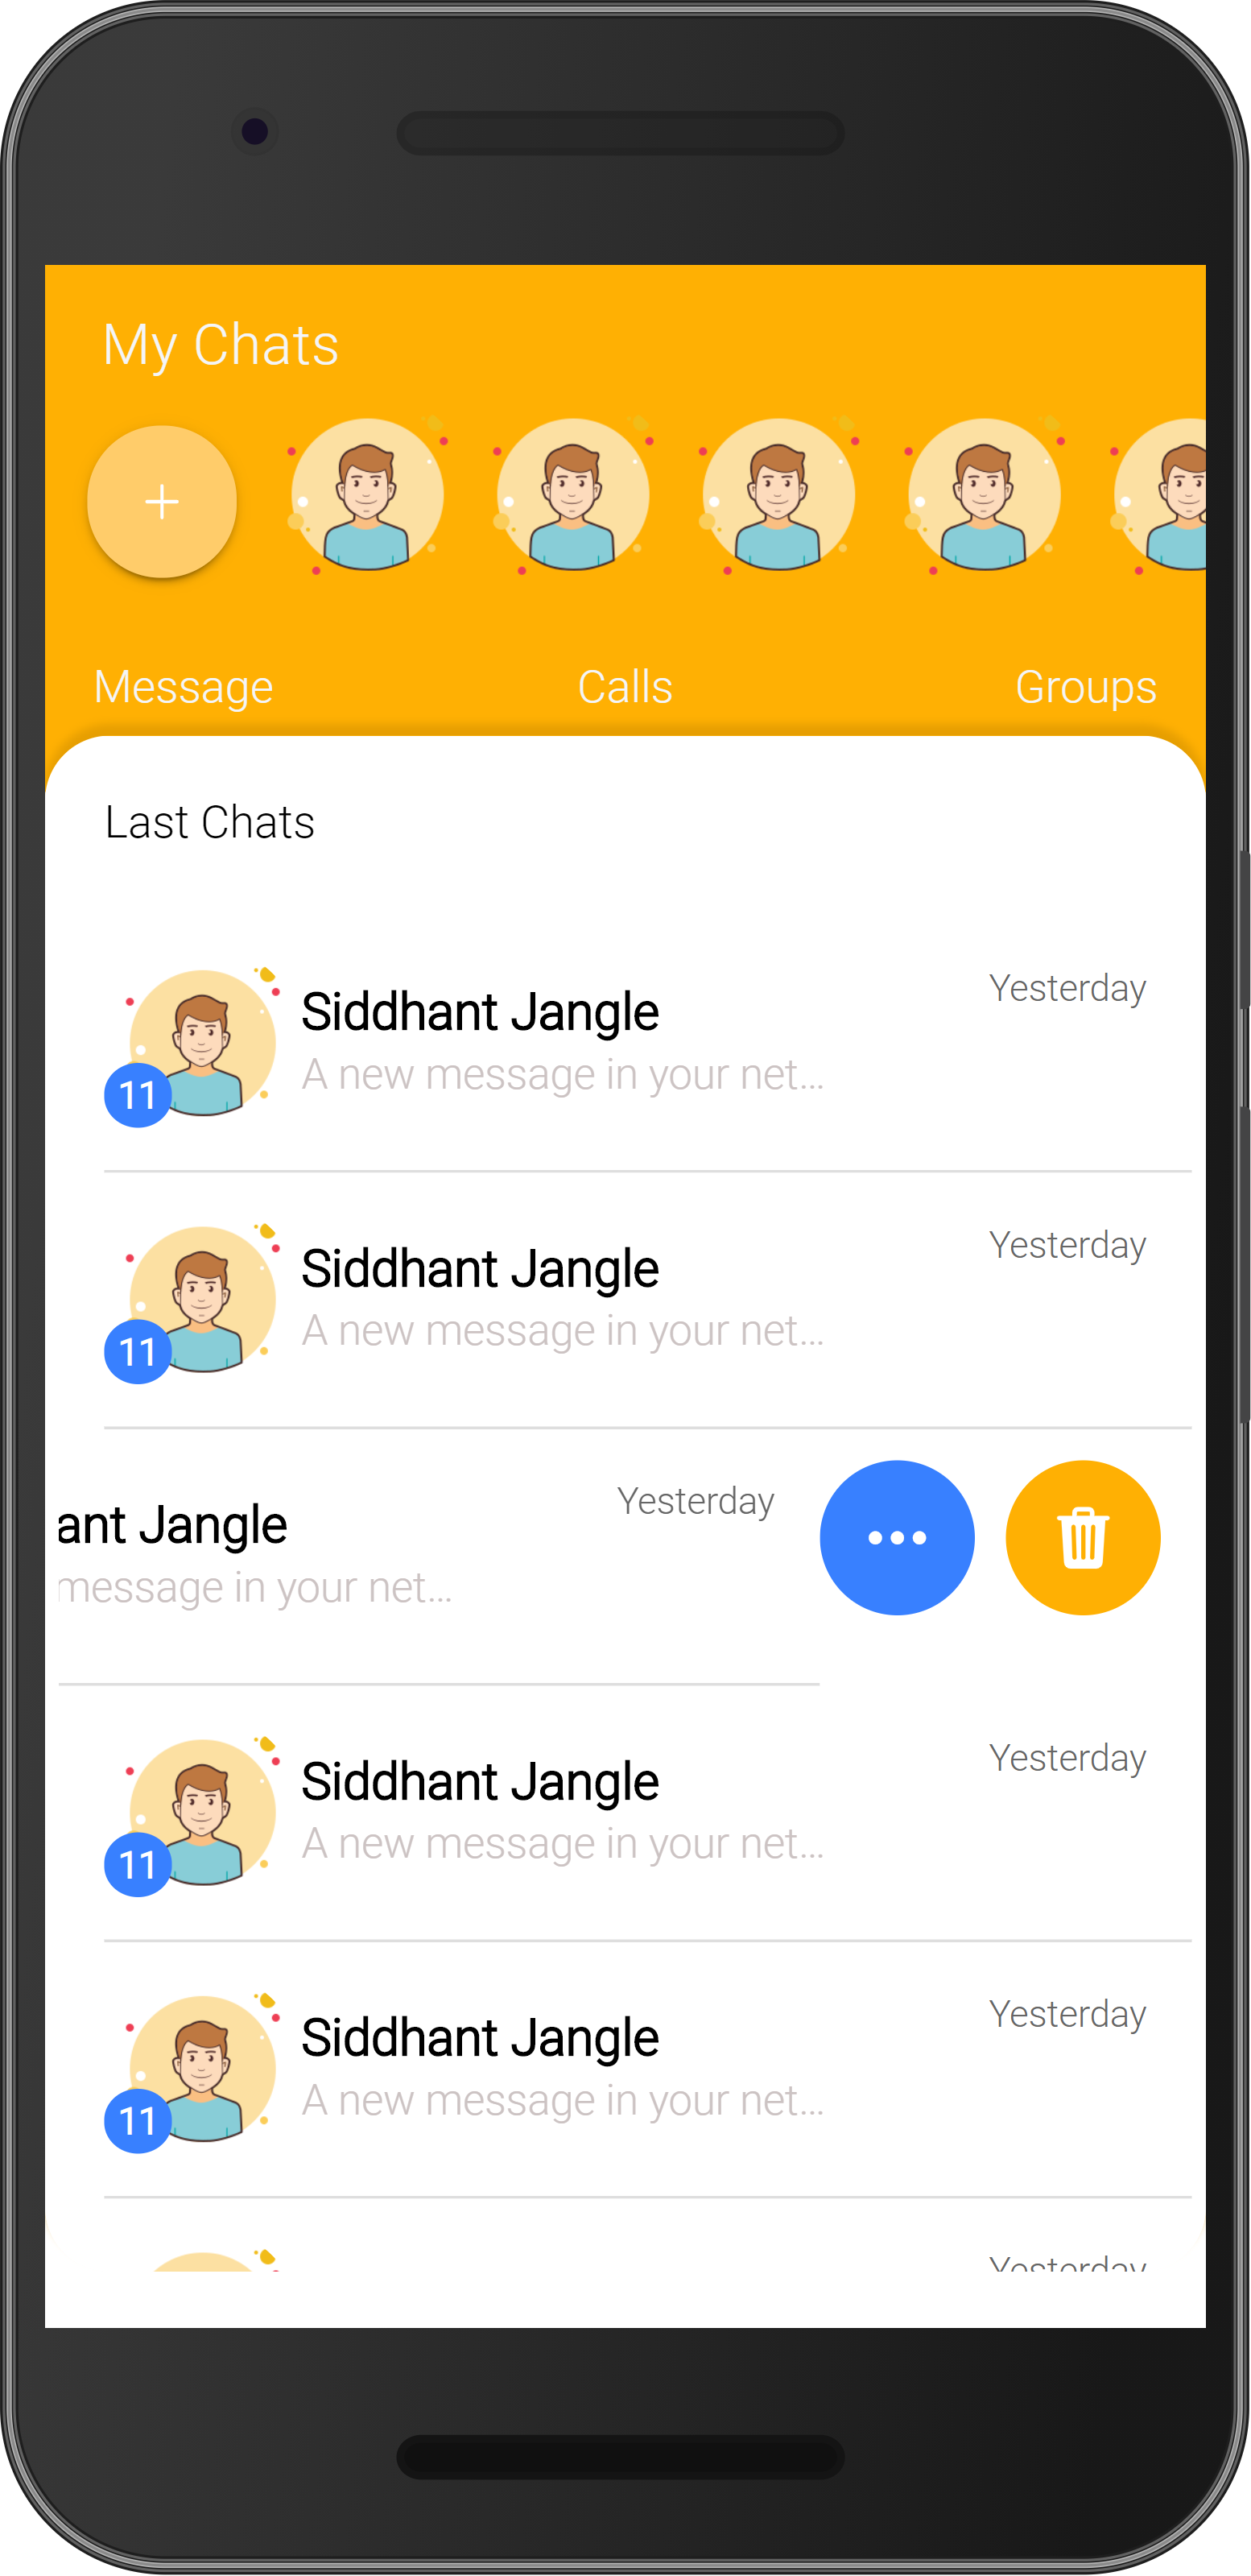 My Chats
Message Calls Groups
Last Chats
Siddhant Jangle Yesterday
A new message in your net...
11
Siddhant Jangle Yesterday
A new message in your net...
11
ant Jangle Yesterday
message in your net...
Siddhant Jangle Yesterday
A new message in your net...
11
Siddhant Jangle Yesterday
A new message in your net...
11
Yesterday